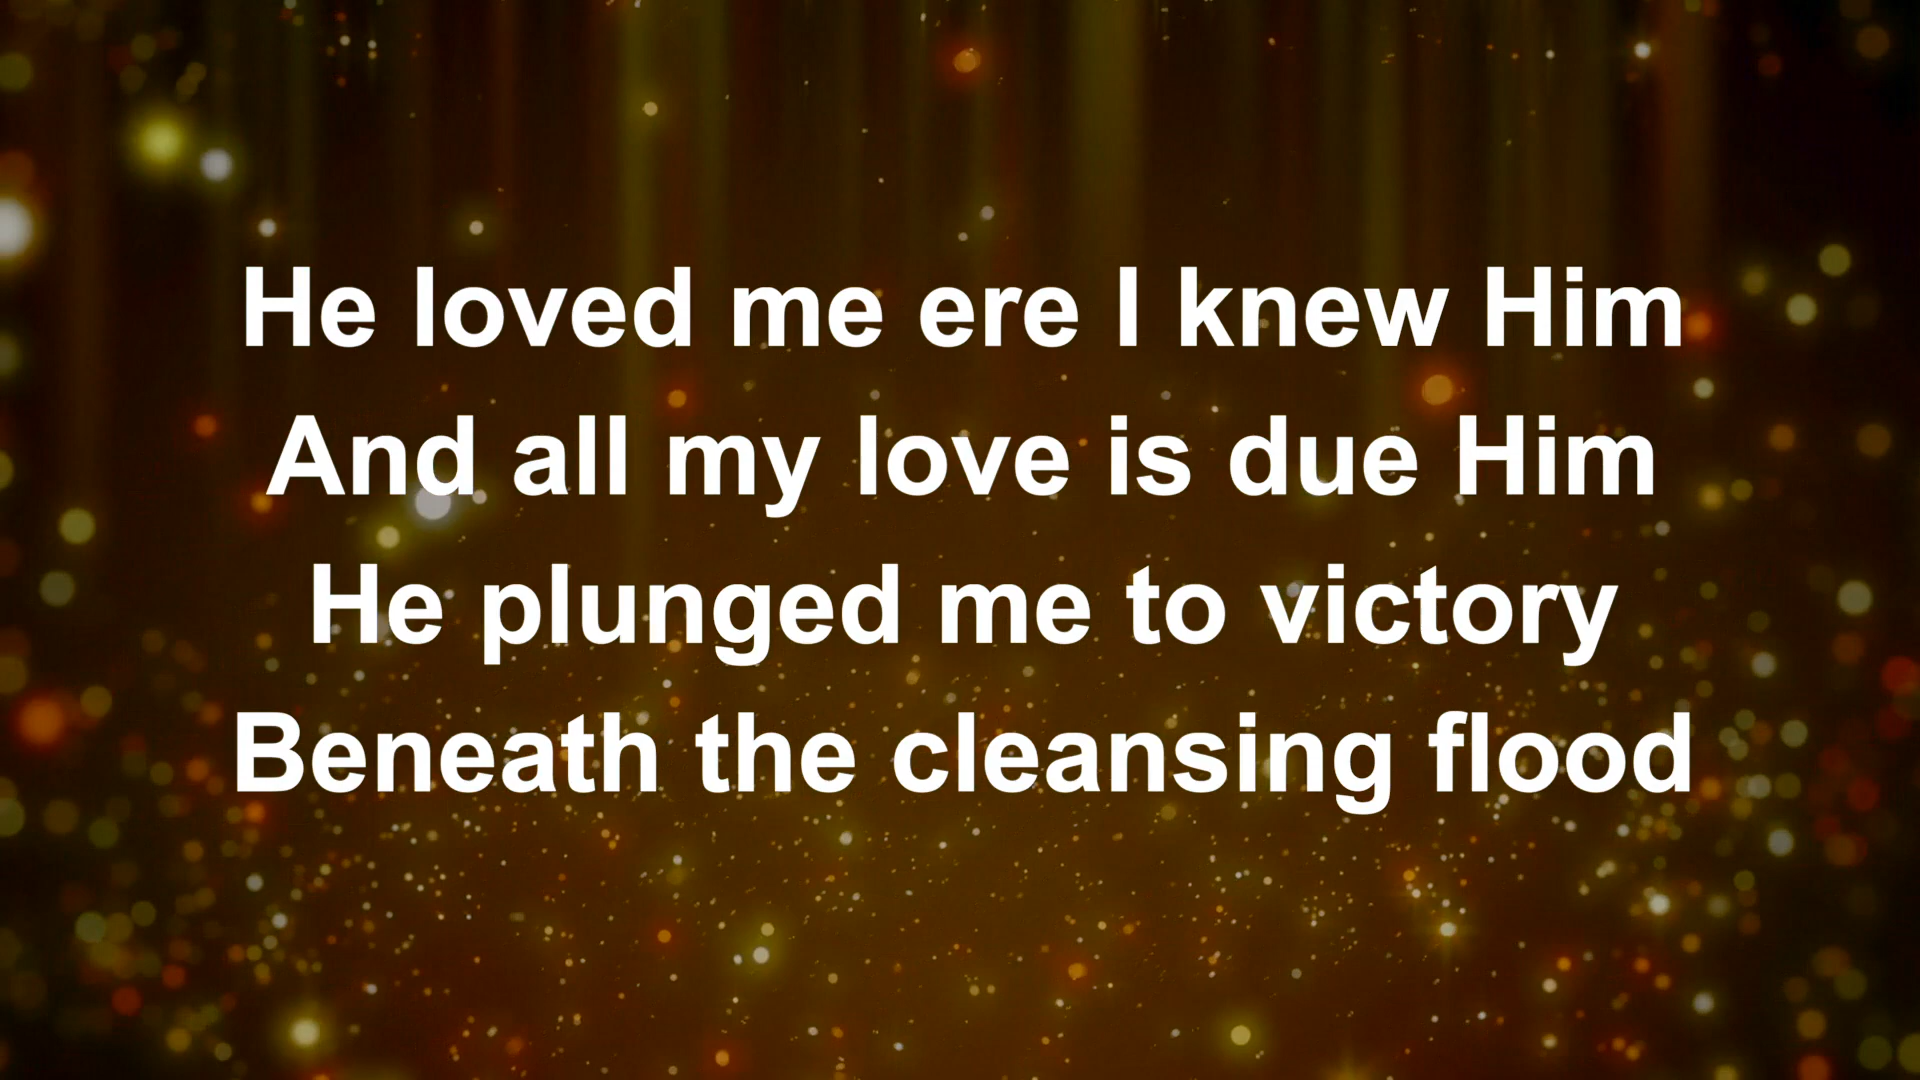 He loved me ere I knew Him
And all my love is due Him
He plunged me to victory
Beneath the cleansing flood